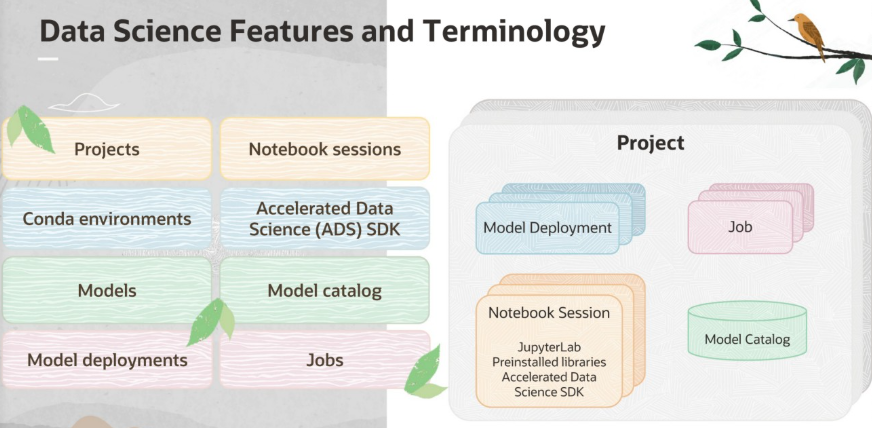 Data Science Features and Terminology
Projects
Notebook sessions
Conda environments
Accelerated Data
Science (ADS) SDK
Models
Model catalog
Model deployments
Jobs
Project
Model Deployment
Job
Notebook Session
JupyterLab
Preinstalled libraries
Accelerated Data
Science SDK
Model Catalog